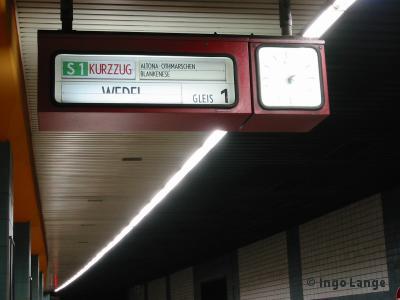 S1 KURZZUG
ALTONA-OTHMARSCHEN,
BLANKENESE
WEDEL
GLEIS 1
© Ingo Lange